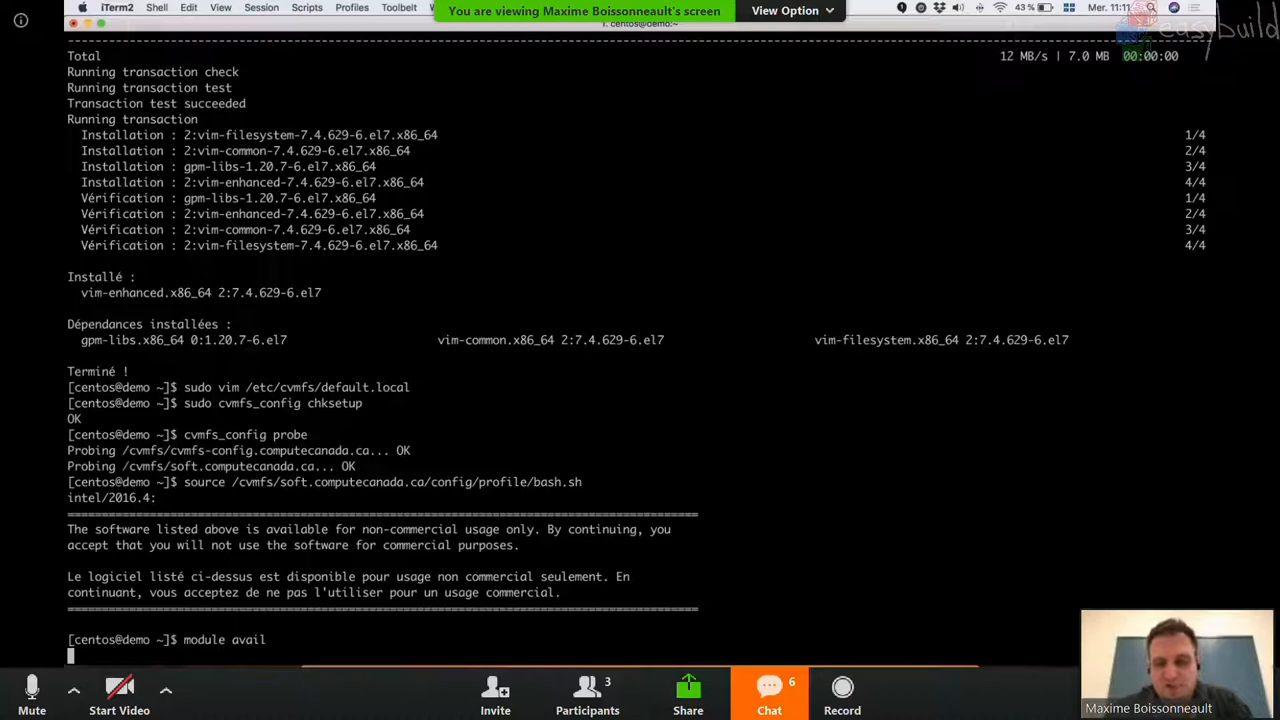 iTerm2 Shell Edit View Session Scripts Profiles Toolbelt
You are viewing Maxime Boissonneault's screen View Option
43 % Mer. 11:11
1. centos@demo:~
easybuild
Total 12 MB/s | 7.0 MB 00:00:00
Running transaction check
Running transaction test
Transaction test succeeded
Running transaction
Installation : 2:vim-filesystem-7.4.629-6.el7.x86_64 1/4
Installation : 2:vim-common-7.4.629-6.el7.x86_64 2/4
Installation : gpm-libs-1.20.7-6.el7.x86_64 3/4
Installation : 2:vim-enhanced-7.4.629-6.el7.x86_64 4/4
Vérification : gpm-libs-1.20.7-6.el7.x86_64 1/4
Vérification : 2:vim-enhanced-7.4.629-6.el7.x86_64 2/4
Vérification : 2:vim-common-7.4.629-6.el7.x86_64 3/4
Vérification : 2:vim-filesystem-7.4.629-6.el7.x86_64 4/4
Installé :
vim-enhanced.x86_64 2:7.4.629-6.el7
Dépendances installées :
gpm-libs.x86_64 0:1.20.7-6.el7 vim-common.x86_64 2:7.4.629-6.el7 vim-filesystem.x86_64 2:7.4.629-6.el7
Terminé !
[centos@demo ~]$ sudo vim /etc/cvmfs/default.local
[centos@demo ~]$ sudo cvmfs_config chksetup
OK
[centos@demo ~]$ cvmfs_config probe
Probing /cvmfs/cvmfs-config.computecanada.ca... OK
Probing /cvmfs/soft.computecanada.ca... OK
[centos@demo ~]$ source /cvmfs/soft.computecanada.ca/config/profile/bash.sh
intel/2016.4:
================================================================================
The software listed above is available for non-commercial usage only. By continuing, you
accept that you will not use the software for commercial purposes.
Le logiciel listé ci-dessus est disponible pour usage non commercial seulement. En
continuant, vous acceptez de ne pas l'utiliser pour un usage commercial.
================================================================================
[centos@demo ~]$ module avail
Maxime Boissonneault
3 6
Mute Start Video Invite Participants Share Chat Record